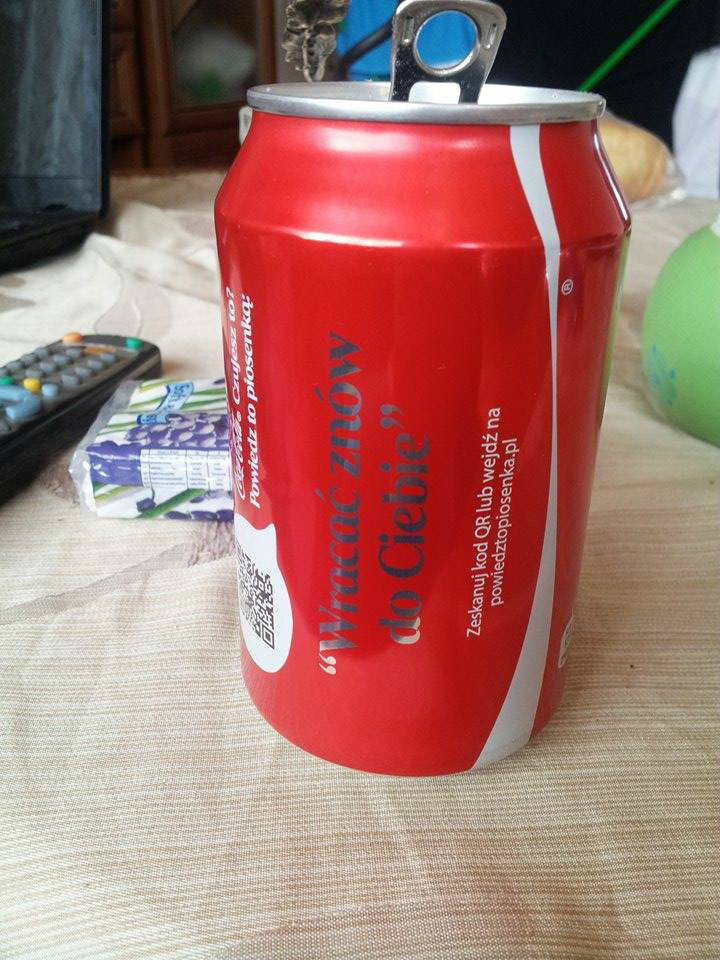 Czujesz to?
Powiedz to piosenką:
“Wracać znów
do Ciebie”
Zeskanuj kod QR lub wejdź na
powiedztopiosenka.pl
®